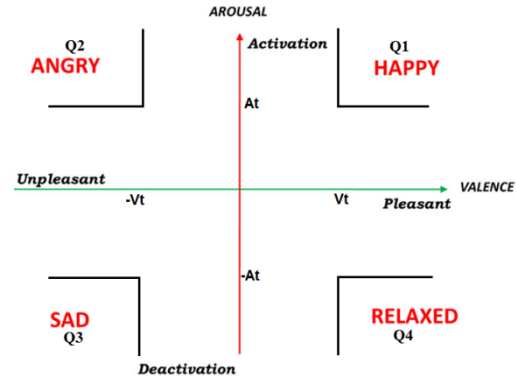 AROUSAL
Q2
ANGRY
Activation
Q1
HAPPY
At
Unpleasant
VALENCE
-Vt
Vt
Pleasant
-At
SAD
Q3
RELAXED
Q4
Deactivation